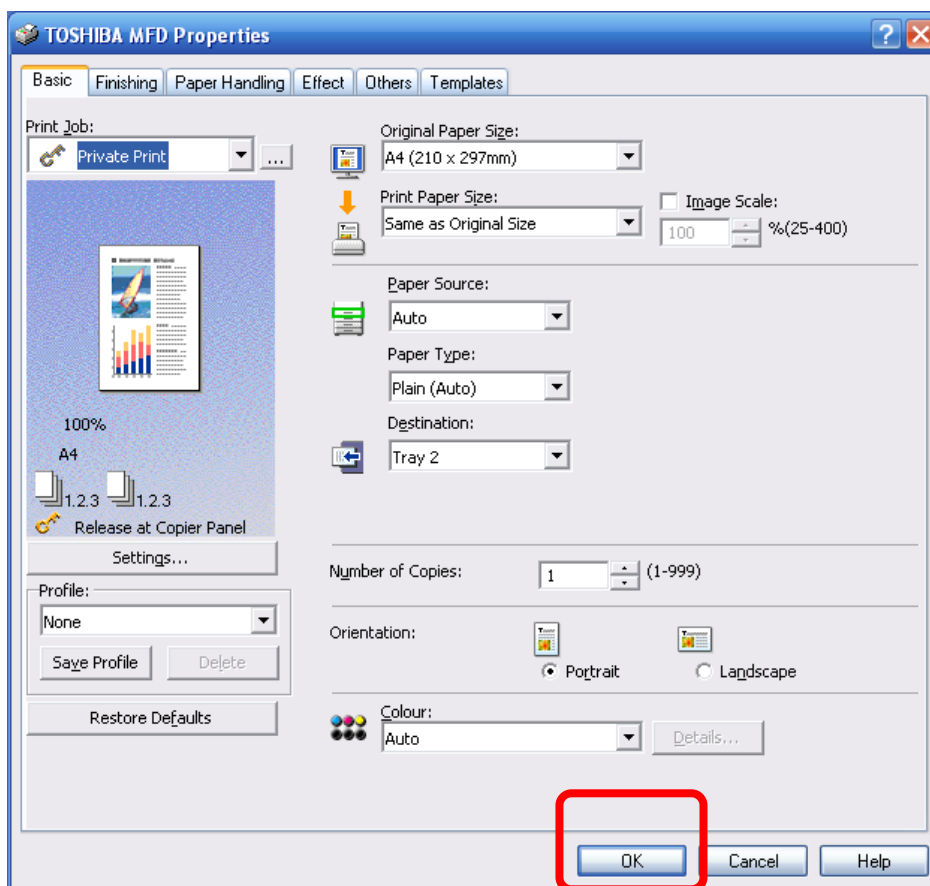 TOSHIBA MFD Properties
Basic Finishing Paper Handling Effect Others Templates
Print Job:
Private Print
...
100%
A4
1.2.3 1.2.3
Release at Copier Panel
Settings...
Profile:
None
Save Profile Delete
Restore Defaults
Original Paper Size:
A4 (210 x 297mm)
Print Paper Size:
Same as Original Size
Image Scale:
100 %(25-400)
Paper Source:
Auto
Paper Type:
Plain (Auto)
Destination:
Tray 2
Number of Copies: 1 (1-999)
Orientation:
Portrait Landscape
Colour:
Auto Details...
OK Cancel Help